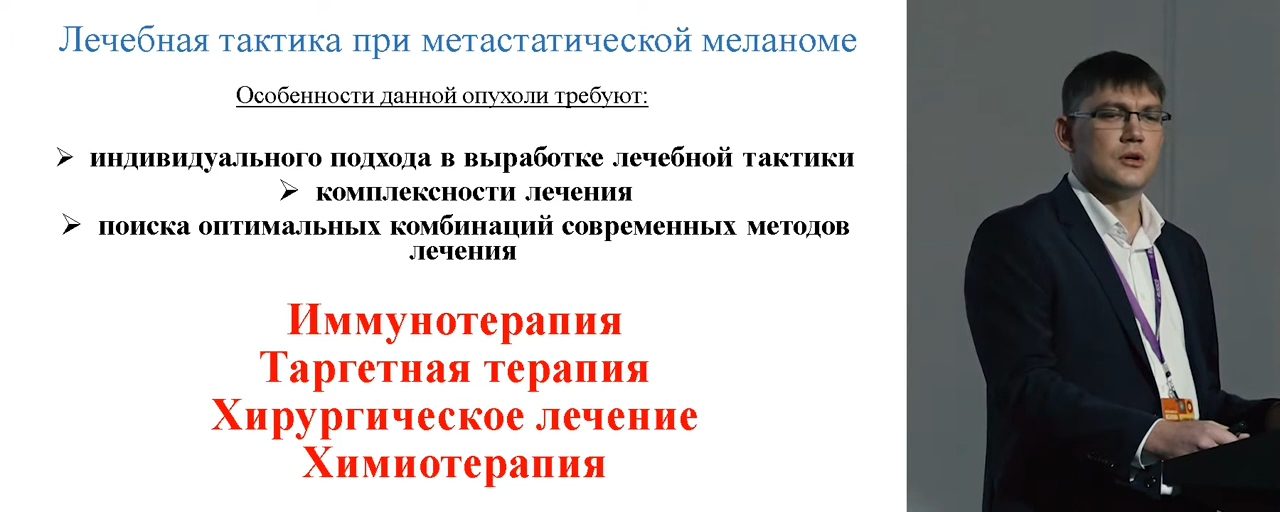 Лечебная тактика при метастатической меланоме
Особенности данной опухоли требуют:
➢ индивидуального подхода в выработке лечебной тактики
➢ комплексности лечения
➢ поиска оптимальных комбинаций современных методов
лечения
Иммунотерапия
Таргетная терапия
Хирургическое лечение
Химиотерапия